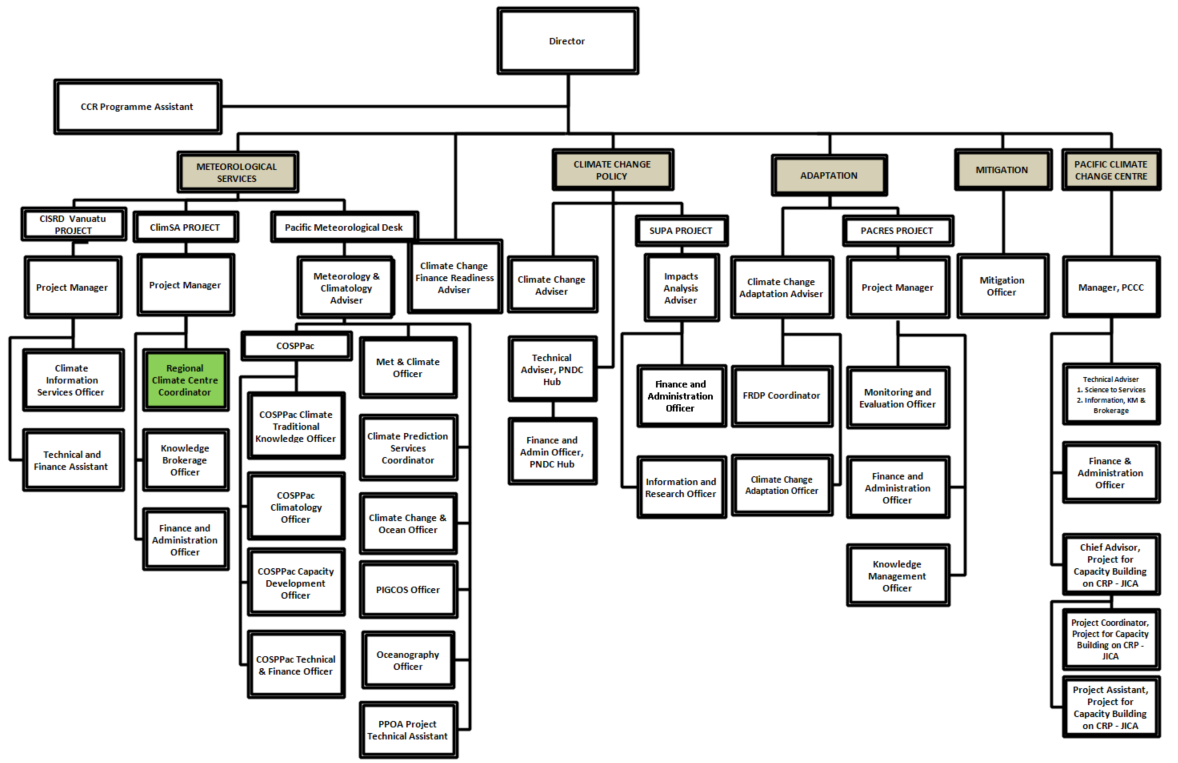 Director
CCR Programme Assistant
METEOROLOGICAL
SERVICES
CLIMATE CHANGE
POLICY
ADAPTATION
MITIGATION
PACIFIC CLIMATE
CHANGE CENTRE
CISRD Vanuatu
PROJECT
ClimSA PROJECT
Pacific Meteorological Desk
SUPA PROJECT
PACRES PROJECT
Project Manager
Project Manager
Meteorology &
Climatology
Adviser
Climate Change
Finance Readiness
Adviser
Climate Change
Adviser
Impacts
Analysis
Adviser
Climate Change
Adaptation Adviser
Project Manager
Mitigation
Officer
Manager, PCCC
Climate
Information
Services Officer
Technical and
Finance Assistant
Regional
Climate Centre
Coordinator
Knowledge
Brokerage
Officer
Finance and
Administration
Officer
COSPPac
COSPPac Climate
Traditional
Knowledge Officer
COSPPac
Climatology
Officer
COSPPac Capacity
Development
Officer
COSPPac Technical
& Finance Officer
Met & Climate
Officer
Climate Prediction
Services
Coordinator
Climate Change &
Ocean Officer
PIGCOS Officer
Oceanography
Officer
PPOA Project
Technical Assistant
Technical
Adviser, PNDC
Hub
Finance and
Admin Officer,
PNDC Hub
Finance and
Administration
Officer
Information and
Research Officer
FRDP Coordinator
Climate Change
Adaptation Officer
Monitoring and
Evaluation Officer
Finance and
Administration
Officer
Knowledge
Management
Officer
Technical Adviser
1. Science to Services
2. Information, KM &
Brokerage
Finance &
Administration
Officer
Chief Advisor,
Project for
Capacity Building
on CRP - JICA
Project Coordinator,
Project for Capacity
Building on CRP -
JICA
Project Assistant,
Project for
Capacity Building
on CRP - JICA